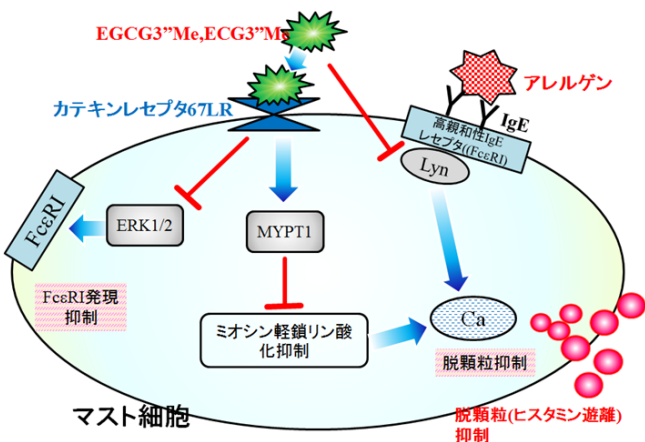 EGCG3”Me,ECG3”Me
アレルゲン
カテキンレセプタ67LR
IgE
高親和性IgE
レセプタ((FcεRI)
Lyn
FcεRI
ERK1/2
MYPT1
FcεRI発現
抑制
ミオシン軽鎖リン酸
化抑制
Ca
脱顆粒抑制
マスト細胞
脱顆粒(ヒスタミン遊離)
抑制